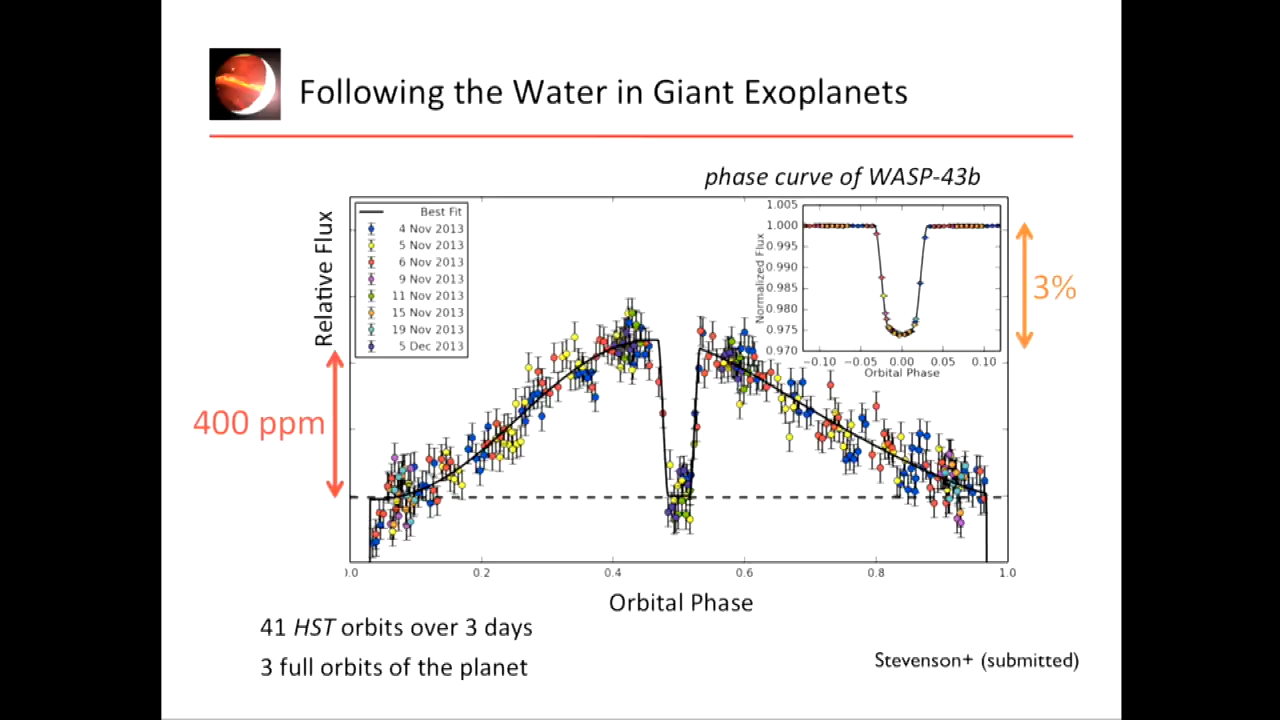 Following the Water in Giant Exoplanets
phase curve of WASP-43b
Relative Flux
Best Fit
4 Nov 2013
5 Nov 2013
6 Nov 2013
9 Nov 2013
11 Nov 2013
15 Nov 2013
19 Nov 2013
5 Dec 2013
1.005
1.000
0.995
0.990
0.985
0.980
0.975
0.970
Normalized Flux
−0.10 −0.05 0.00 0.05 0.10
Orbital Phase
3%
400 ppm
0.0 0.2 0.4 0.6 0.8 1.0
Orbital Phase
41 HST orbits over 3 days
3 full orbits of the planet
Stevenson+ (submitted)